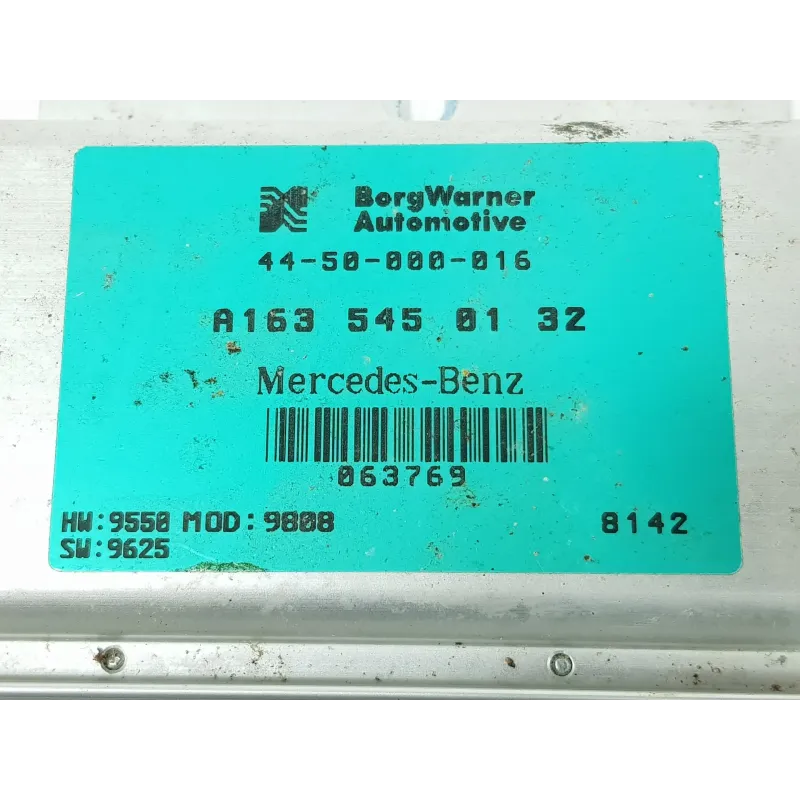 BorgWarner
Automotive
44-50-000-016
A163 545 01 32
Mercedes-Benz
063769
HW:9550 MOD:9808 8142
SW:9625